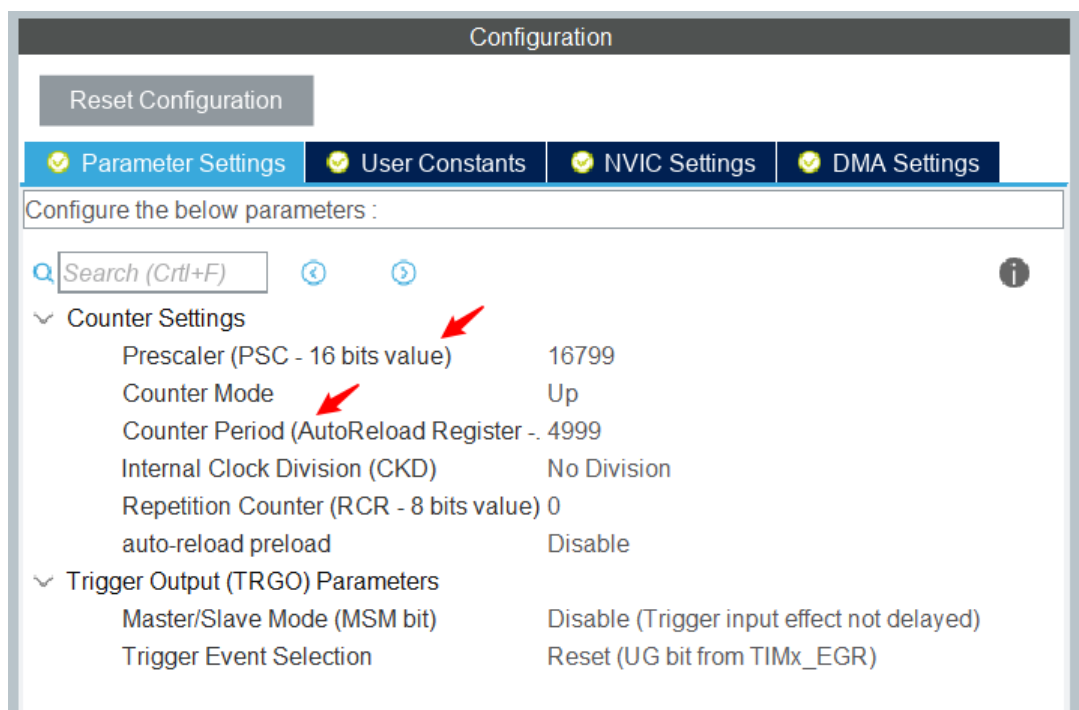 Configuration
Reset Configuration
Parameter Settings User Constants NVIC Settings DMA Settings
Configure the below parameters :
Search (Crtl+F)
Counter Settings
Prescaler (PSC - 16 bits value) 16799
Counter Mode Up
Counter Period (AutoReload Register -. 4999
Internal Clock Division (CKD) No Division
Repetition Counter (RCR - 8 bits value) 0
auto-reload preload Disable
Trigger Output (TRGO) Parameters
Master/Slave Mode (MSM bit) Disable (Trigger input effect not delayed)
Trigger Event Selection Reset (UG bit from TIMx_EGR)